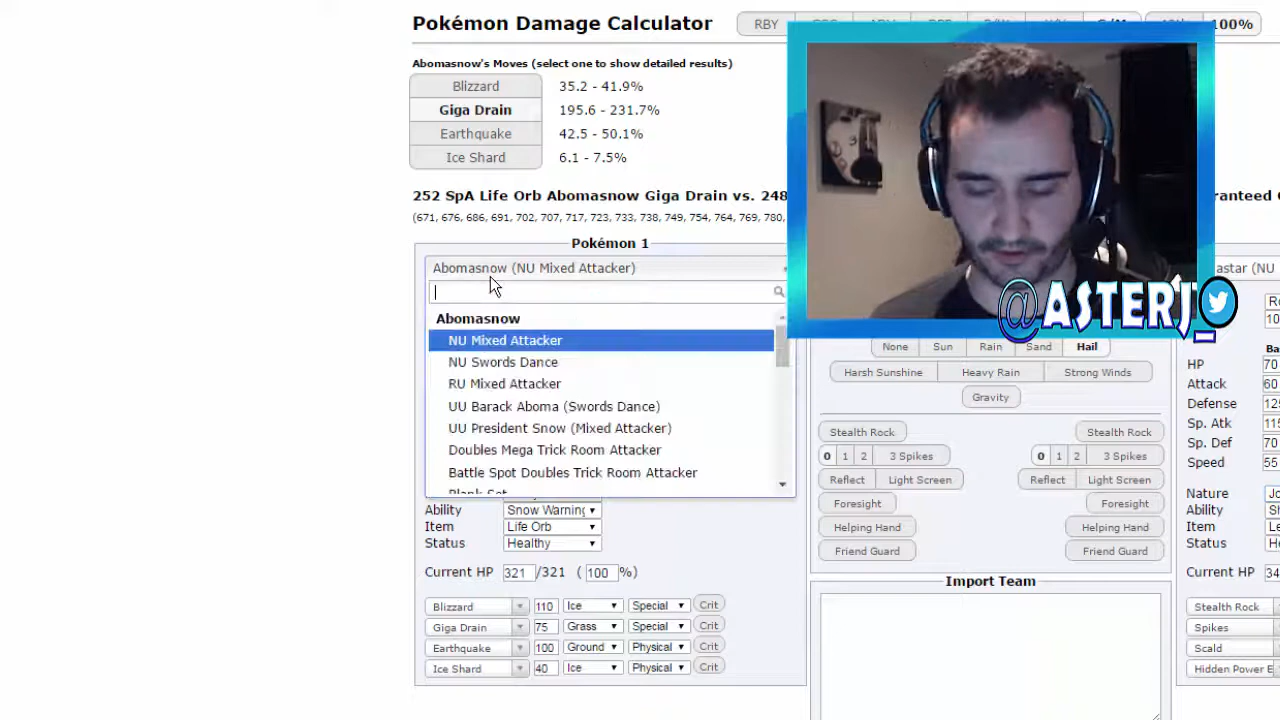 Pokémon Damage Calculator
100%
Abomasnow's Moves (select one to show detailed results)
Blizzard 35.2 - 41.9%
Giga Drain 195.6 - 231.7%
Earthquake 42.5 - 50.1%
Ice Shard 6.1 - 7.5%
252 SpA Life Orb Abomasnow Giga Drain vs. 248
(671, 676, 686, 691, 702, 707, 717, 723, 733, 738, 749, 754, 764, 769, 780,
@ASTERJ_O
Pokémon 1
Abomasnow (NU Mixed Attacker)
Abomasnow
NU Mixed Attacker
NU Swords Dance
RU Mixed Attacker
UU Barack Aboma (Swords Dance)
UU President Snow (Mixed Attacker)
Doubles Mega Trick Room Attacker
Battle Spot Doubles Trick Room Attacker
Blank Set
Ability Snow Warning
Item Life Orb
Status Healthy
Current HP 321 /321 ( 100 %)
Blizzard 110 Ice Special Crit
Giga Drain 75 Grass Special Crit
Earthquake 100 Ground Physical Crit
Ice Shard 40 Ice Physical Crit
None Sun Rain Sand Hail
Harsh Sunshine Heavy Rain Strong Winds
Gravity
Stealth Rock Stealth Rock
0 1 2 3 Spikes 0 1 2 3 Spikes
Reflect Light Screen Reflect Light Screen
Foresight Foresight
Helping Hand Helping Hand
Friend Guard Friend Guard
Import Team
astar (NU
HP 70
Attack 60
Defense 125
Sp. Atk 115
Sp. Def 70
Speed 55
Nature
Ability
Item
Status
Current HP 34
Stealth Rock
Spikes
Scald
Hidden Power E